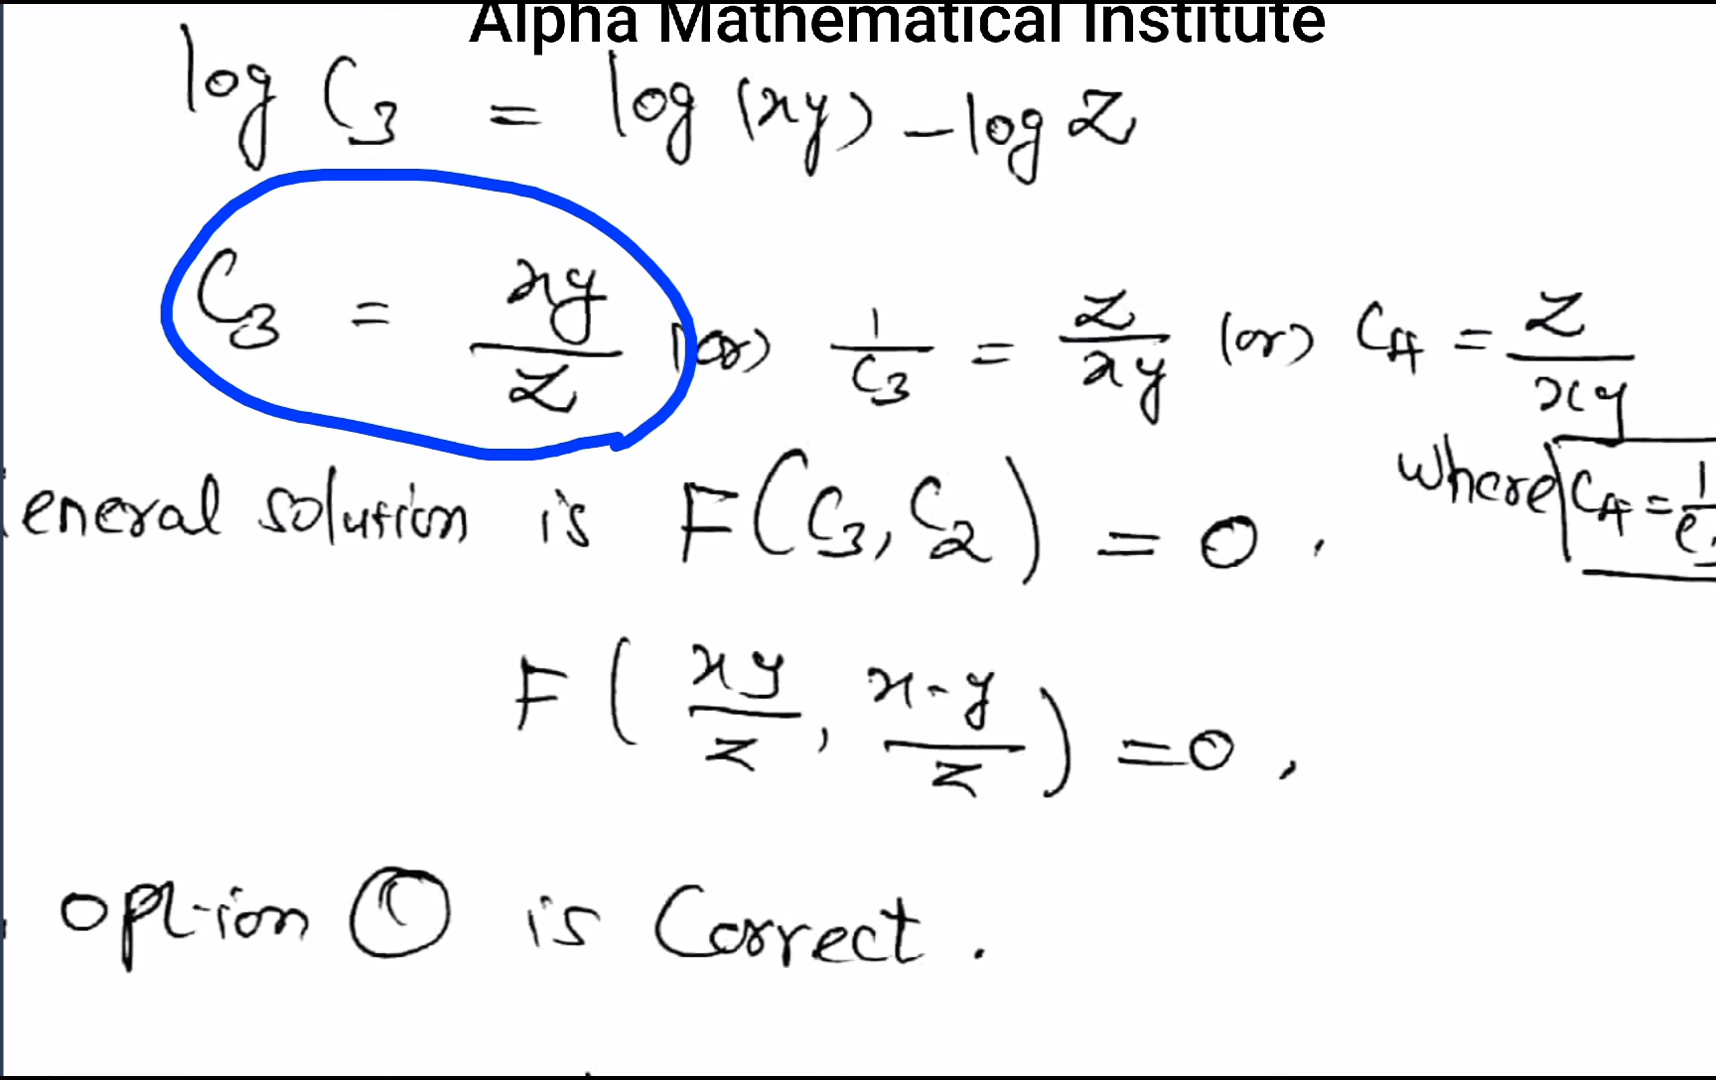 Alpha Mathematical Institute
log C₃ = log (xy) - log z
C₃ = xy/z (or) 1/C₃ = z/xy (or) C₄ = z/xy
where C₄ = 1/c
eneral solution is F(C₃, C₂) = 0 .
F(xy/z, x-y/z) = 0 ,
option C is Correct .